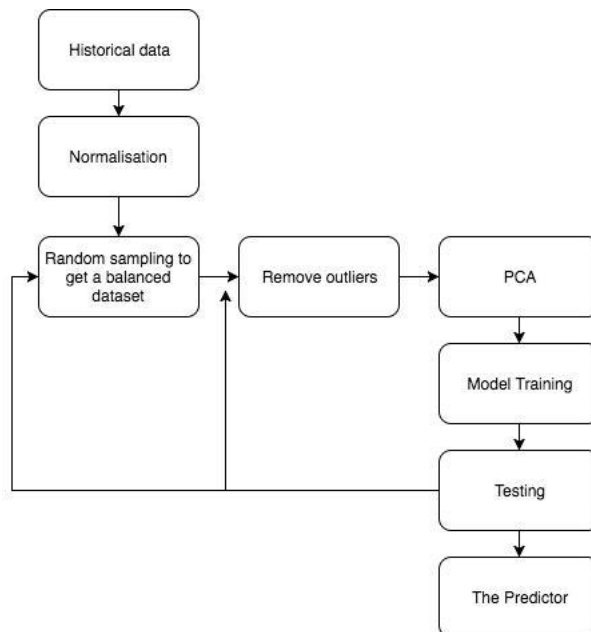 Historical data
Normalisation
Random sampling to
get a balanced
dataset
Remove outliers
PCA
Model Training
Testing
The Predictor